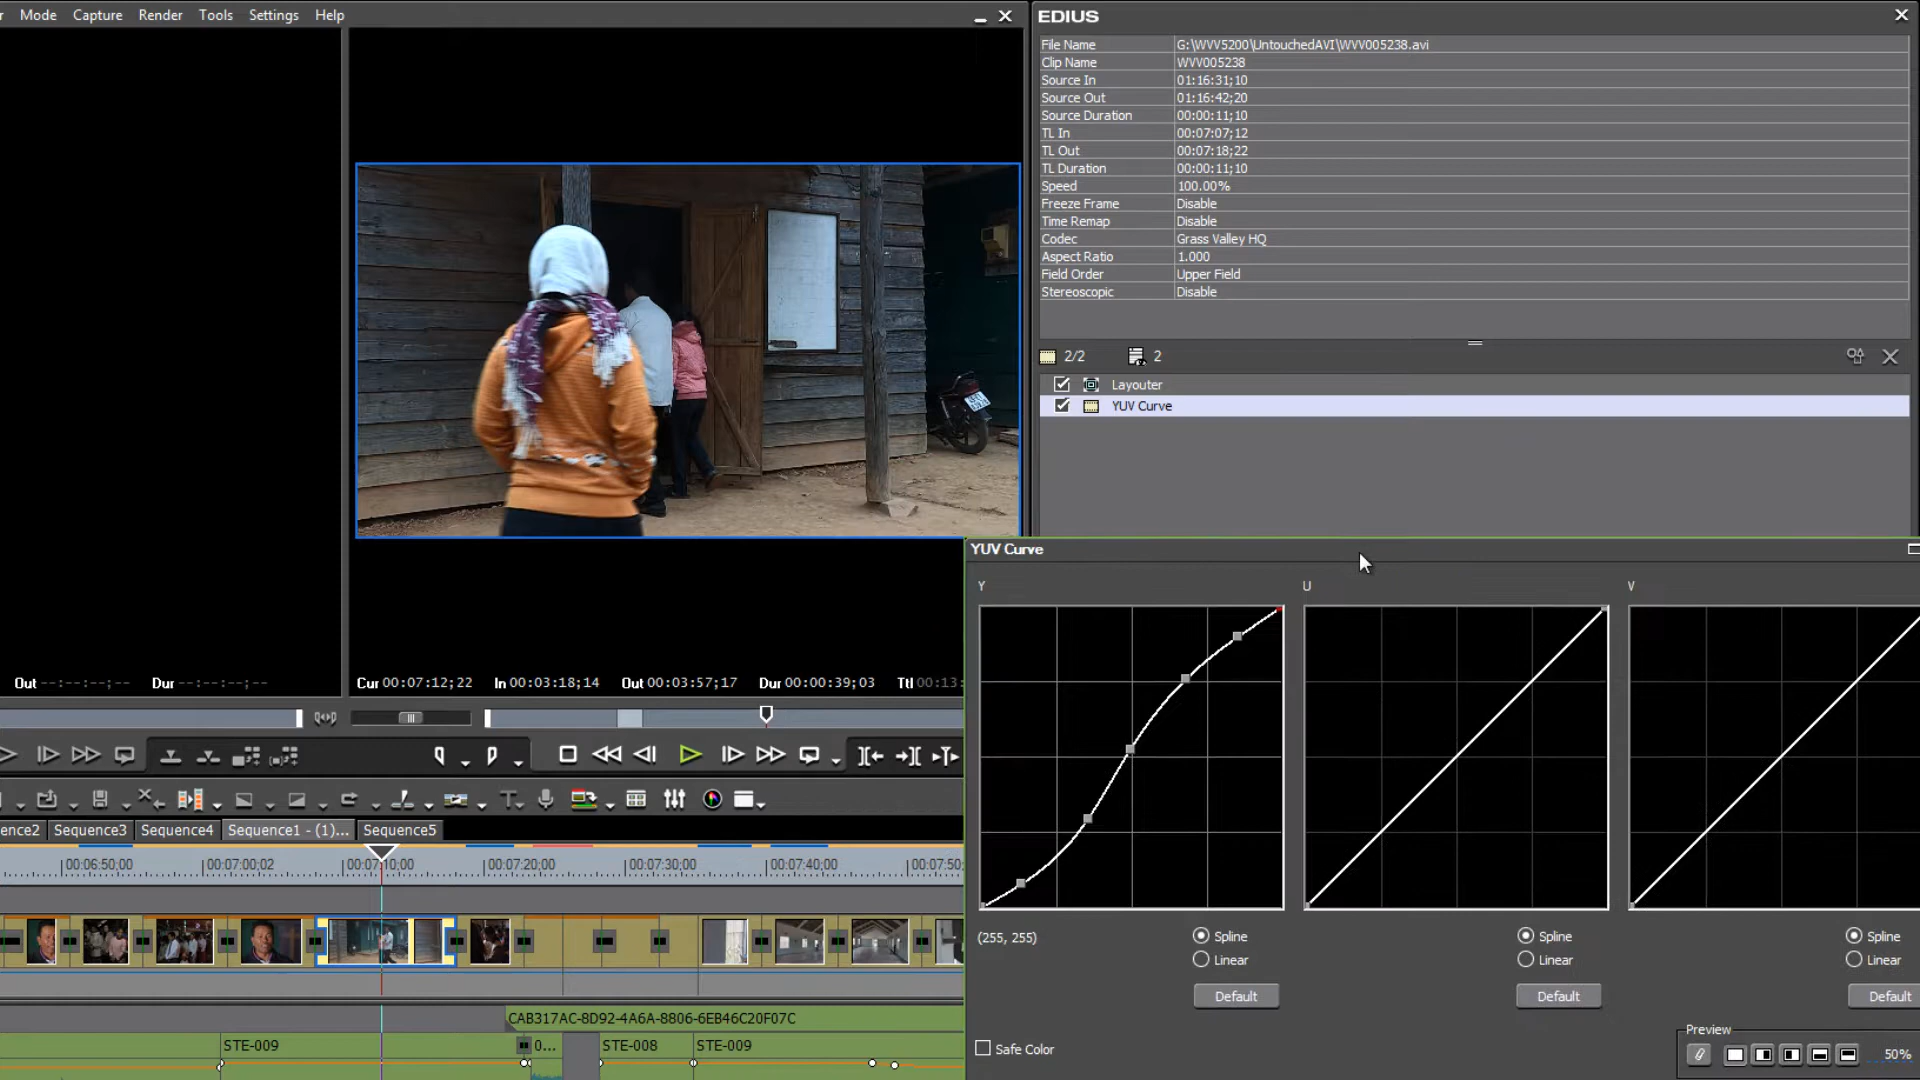 Mode Capture Render Tools Settings Help
EDIUS
File Name G:\WVV5200\UntouchedAVI\WVV005238.avi
Clip Name WVV005238
Source In 01:16:31;10
Source Out 01:16:42;20
Source Duration 00:00:11;10
TL In 00:07:07;12
TL Out 00:07:18;22
TL Duration 00:00:11;10
Speed 100.00%
Freeze Frame Disable
Time Remap Disable
Codec Grass Valley HQ
Aspect Ratio 1.000
Field Order Upper Field
Stereoscopic Disable
2/2 2
Layouter
YUV Curve
YUV Curve
Y U V
Out --:--:--;-- Dur --:--:--;--
Cur 00:07:12;22 In 00:03:18;14 Out 00:03:57;17 Dur 00:00:39;03 Ttl 00:13:
ence2 Sequence3 Sequence4 Sequence1 - (1)... Sequence5
00:06:50;00 00:07:00;02 00:07:10;00 00:07:20;00 00:07:30;00 00:07:40;00 00:07:50;
(255, 255)
Spline Spline Spline
Linear Linear Linear
Default Default Default
CAB317AC-8D92-4A6A-8806-6EB46C20F07C
STE-009 0... STE-008 STE-009
Safe Color
Preview
50%